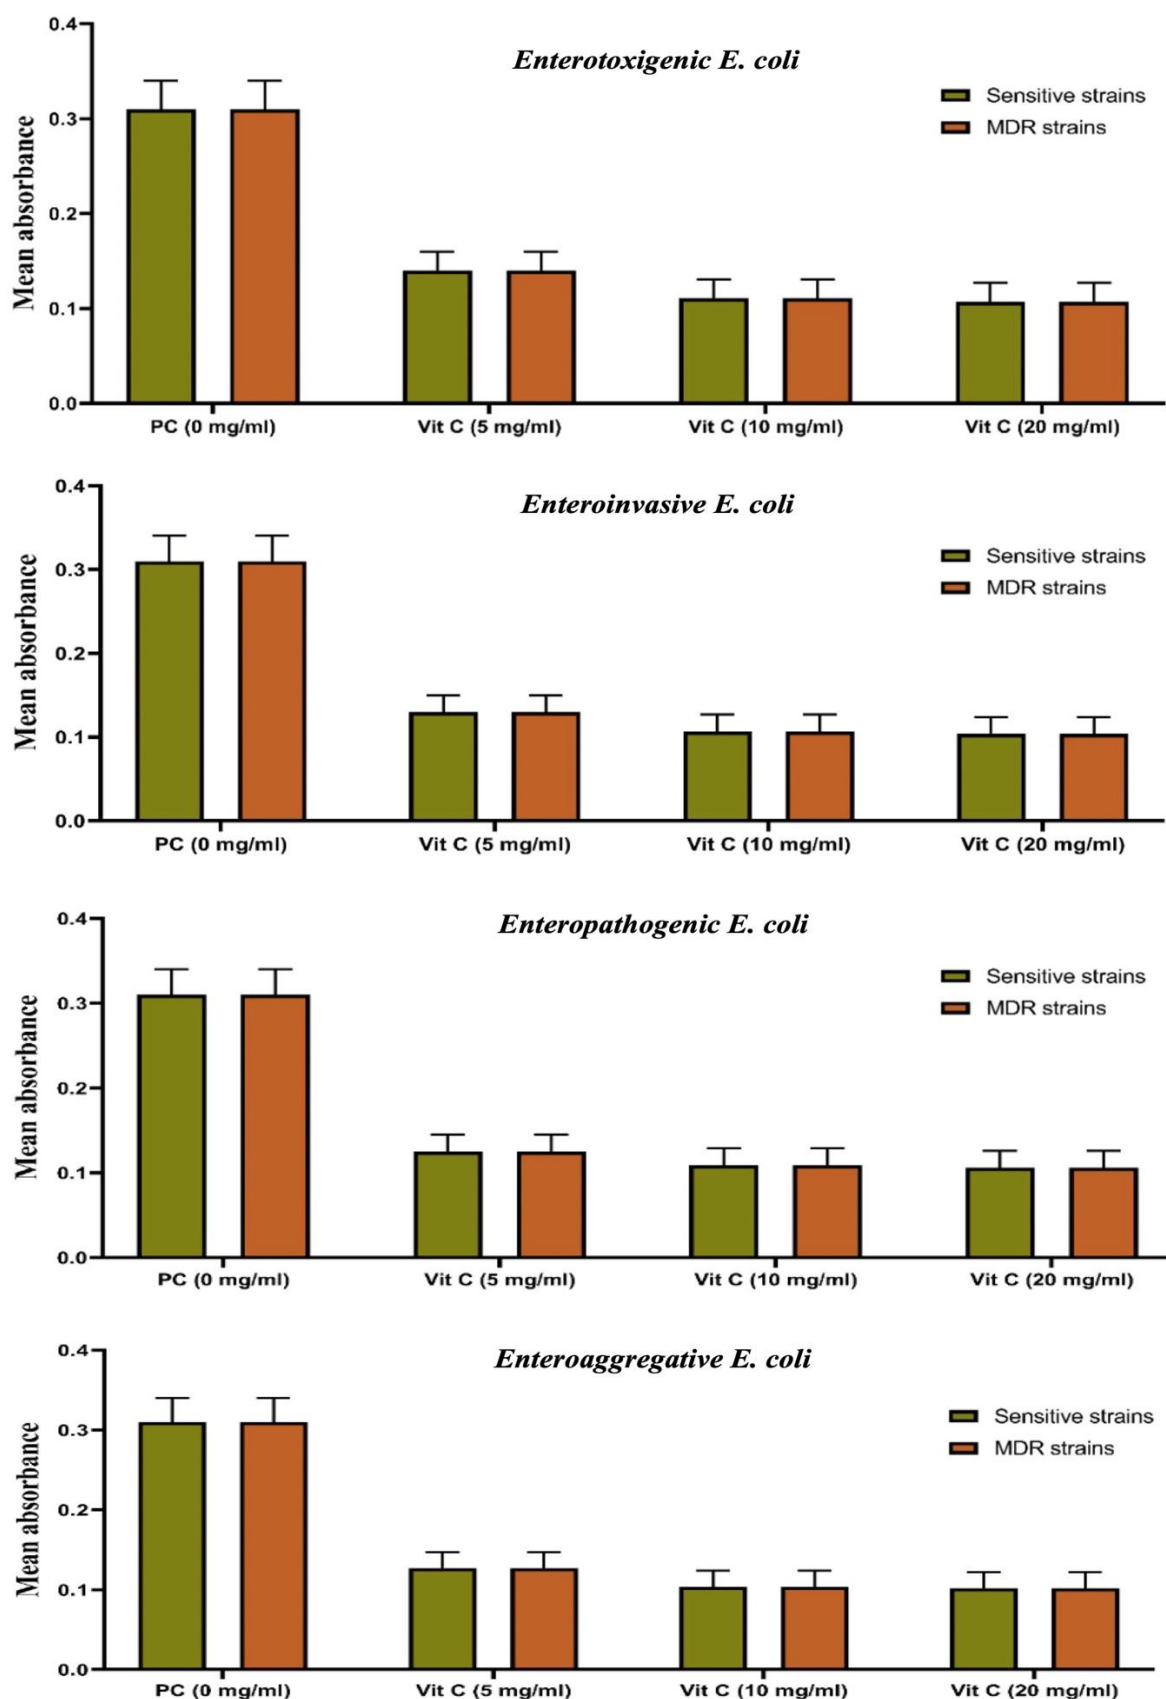 Enterotoxigenic E. coli
Sensitive strains
MDR strains
Mean absorbance
0.4
0.3
0.2
0.1
0.0
PC (0 mg/ml) Vit C (5 mg/ml) Vit C (10 mg/ml) Vit C (20 mg/ml)
Enteroinvasive E. coli
Sensitive strains
MDR strains
Mean absorbance
0.4
0.3
0.2
0.1
0.0
PC (0 mg/ml) Vit C (5 mg/ml) Vit C (10 mg/ml) Vit C (20 mg/ml)
Enteropathogenic E. coli
Sensitive strains
MDR strains
Mean absorbance
0.4
0.3
0.2
0.1
0.0
PC (0 mg/ml) Vit C (5 mg/ml) Vit C (10 mg/ml) Vit C (20 mg/ml)
Enteroaggregative E. coli
Sensitive strains
MDR strains
Mean absorbance
0.4
0.3
0.2
0.1
0.0
PC (0 mg/ml) Vit C (5 mg/ml) Vit C (10 mg/ml) Vit C (20 mg/ml)